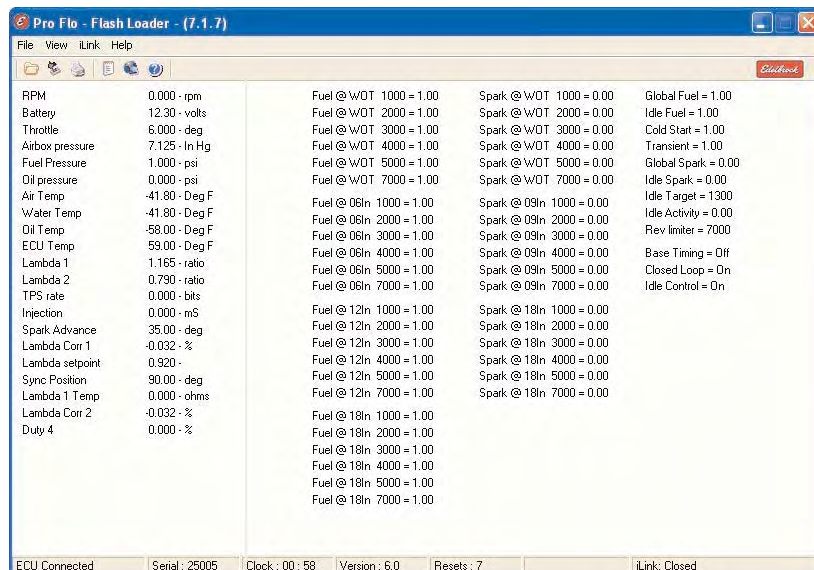 Pro Flo - Flash Loader - (7.1.7)
File View iLink Help
Edelbrock
RPM 0.000 - rpm
Battery 12.30 - volts
Throttle 6.000 - deg
Airbox pressure 7.125 - In Hg
Fuel Pressure 1.000 - psi
Oil pressure 0.000 - psi
Air Temp -41.80 - Deg F
Water Temp -41.80 - Deg F
Oil Temp -58.00 - Deg F
ECU Temp 59.00 - Deg F
Lambda 1 1.165 - ratio
Lambda 2 0.790 - ratio
TPS rate 0.000 - bits
Injection 0.000 - mS
Spark Advance 35.00 - deg
Lambda Corr 1 -0.032 - %
Lambda setpoint 0.920 -
Sync Position 90.00 - deg
Lambda 1 Temp 0.000 - ohms
Lambda Corr 2 -0.032 - %
Duty 4 0.000 - %
Fuel @ WOT 1000 = 1.00
Fuel @ WOT 2000 = 1.00
Fuel @ WOT 3000 = 1.00
Fuel @ WOT 4000 = 1.00
Fuel @ WOT 5000 = 1.00
Fuel @ WOT 7000 = 1.00
Fuel @ 06In 1000 = 1.00
Fuel @ 06In 2000 = 1.00
Fuel @ 06In 3000 = 1.00
Fuel @ 06In 4000 = 1.00
Fuel @ 06In 5000 = 1.00
Fuel @ 06In 7000 = 1.00
Fuel @ 12In 1000 = 1.00
Fuel @ 12In 2000 = 1.00
Fuel @ 12In 3000 = 1.00
Fuel @ 12In 4000 = 1.00
Fuel @ 12In 5000 = 1.00
Fuel @ 12In 7000 = 1.00
Fuel @ 18In 1000 = 1.00
Fuel @ 18In 2000 = 1.00
Fuel @ 18In 3000 = 1.00
Fuel @ 18In 4000 = 1.00
Fuel @ 18In 5000 = 1.00
Fuel @ 18In 7000 = 1.00
Spark @ WOT 1000 = 0.00
Spark @ WOT 2000 = 0.00
Spark @ WOT 3000 = 0.00
Spark @ WOT 4000 = 0.00
Spark @ WOT 5000 = 0.00
Spark @ WOT 7000 = 0.00
Spark @ 09In 1000 = 0.00
Spark @ 09In 2000 = 0.00
Spark @ 09In 3000 = 0.00
Spark @ 09In 4000 = 0.00
Spark @ 09In 5000 = 0.00
Spark @ 09In 7000 = 0.00
Spark @ 18In 1000 = 0.00
Spark @ 18In 2000 = 0.00
Spark @ 18In 3000 = 0.00
Spark @ 18In 4000 = 0.00
Spark @ 18In 5000 = 0.00
Spark @ 18In 7000 = 0.00
Global Fuel = 1.00
Idle Fuel = 1.00
Cold Start = 1.00
Transient = 1.00
Global Spark = 0.00
Idle Spark = 0.00
Idle Target = 1300
Idle Activity = 0.00
Rev limiter = 7000
Base Timing = Off
Closed Loop = On
Idle Control = On
ECU Connected Serial : 25005 Clock : 00 : 58 Version : 6.0 Resets : 7 iLink: Closed